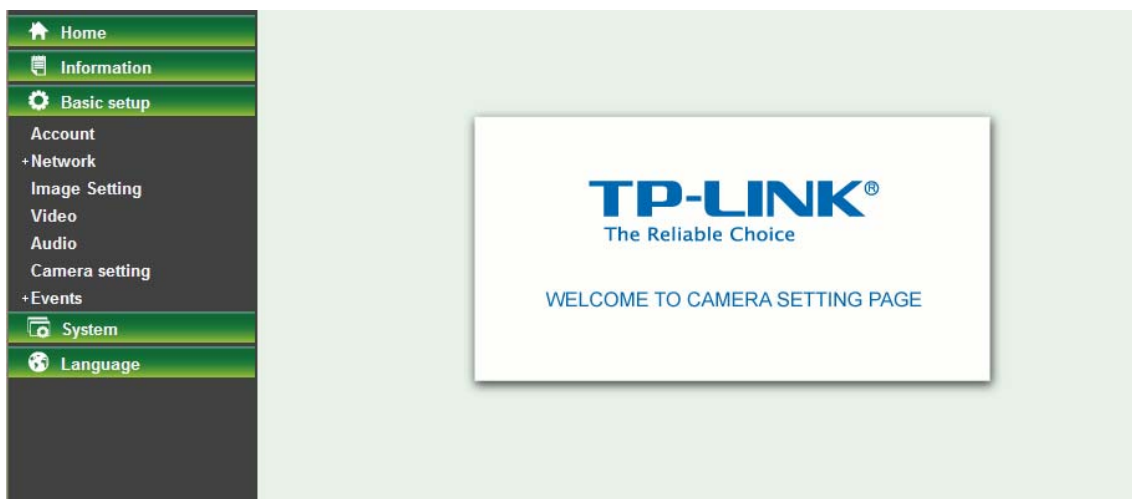 Home
Information
Basic setup
Account
+Network
Image Setting
Video
Audio
Camera setting
+Events
System
Language
TP-LINK®
The Reliable Choice
WELCOME TO CAMERA SETTING PAGE